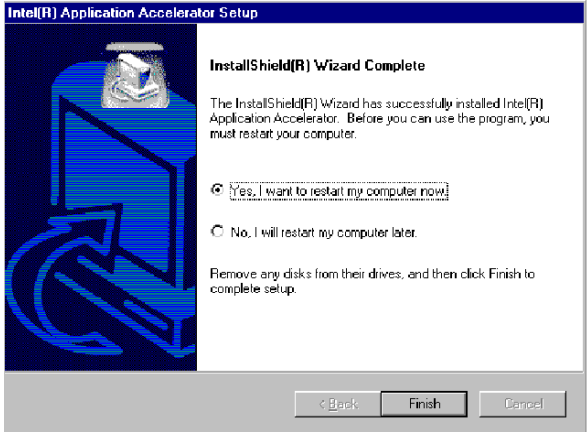 Intel(R) Application Accelerator Setup
InstallShield(R) Wizard Complete
The InstallShield(R) Wizard has successfully installed Intel(R)
Application Accelerator. Before you can use the program, you
must restart your computer.
Yes, I want to restart my computer now.
No, I will restart my computer later.
Remove any disks from their drives, and then click Finish to
complete setup.
< Back
Finish
Cancel